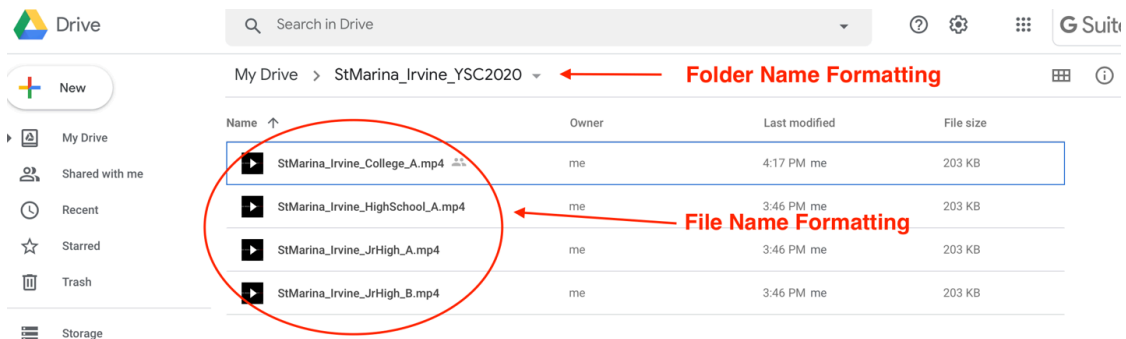 Drive
Search in Drive
G Suite
New
My Drive > StMarina_Irvine_YSC2020
Folder Name Formatting
Name
Owner
Last modified
File size
My Drive
Shared with me
Recent
Starred
Trash
Storage
StMarina_Irvine_College_A.mp4 me 4:17 PM me 203 KB
StMarina_Irvine_HighSchool_A.mp4 me 3:46 PM me 203 KB
File Name Formatting
StMarina_Irvine_JrHigh_A.mp4 me 3:46 PM me 203 KB
StMarina_Irvine_JrHigh_B.mp4 me 3:46 PM me 203 KB